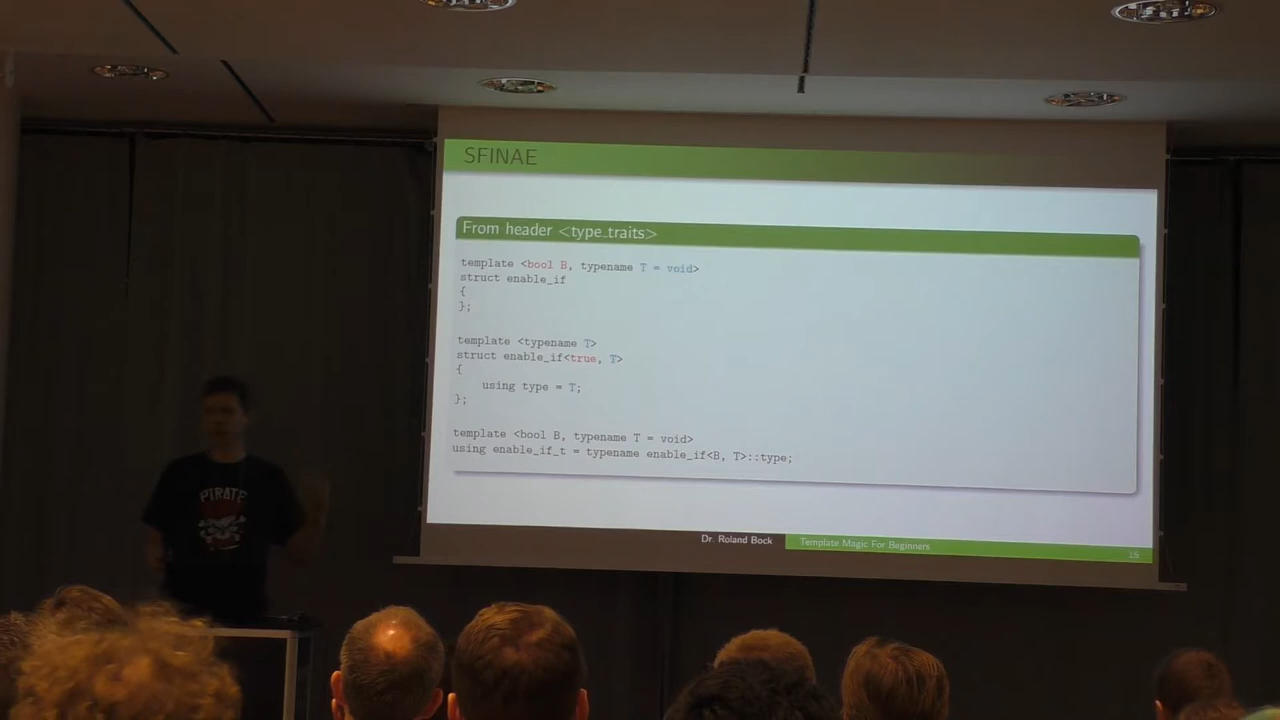 SFINAE
From header <type_traits>
template <bool B, typename T = void>
struct enable_if
{
};
template <typename T>
struct enable_if<true, T>
{
using type = T;
};
template <bool B, typename T = void>
using enable_if_t = typename enable_if<B, T>::type;
Dr. Roland Bock
Template Magic For Beginners
15
PIRATE